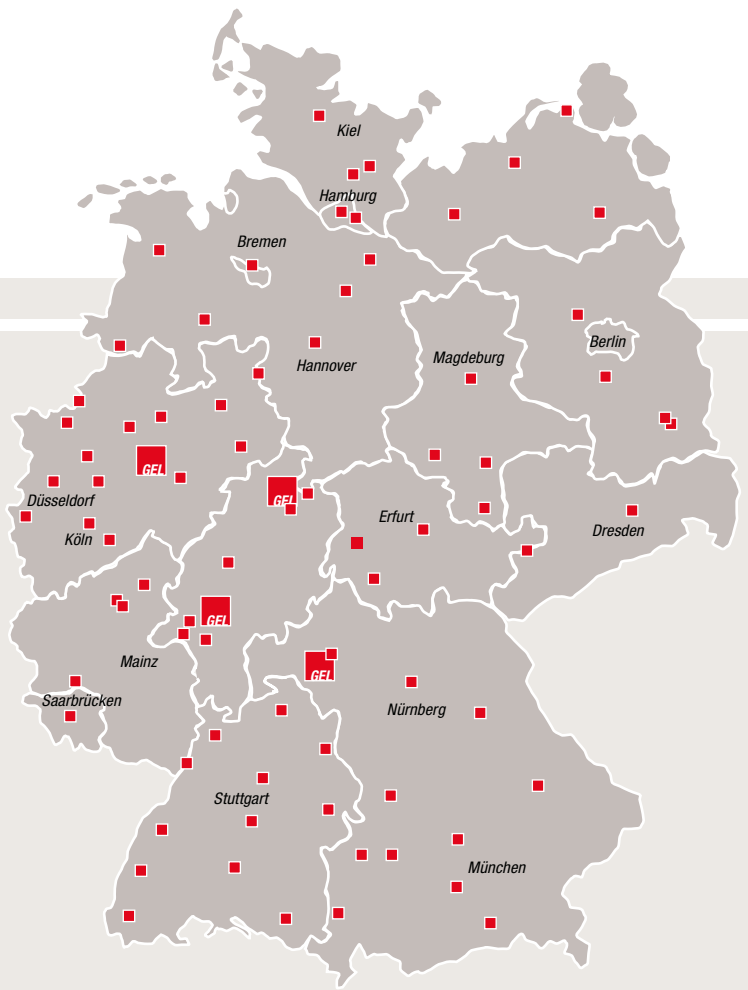 Kiel
Hamburg
Bremen
Berlin
Magdeburg
Hannover
GEL
Düsseldorf
GEL
Erfurt
Dresden
Köln
GEL
Mainz
GEL
Saarbrücken
Nürnberg
Stuttgart
München